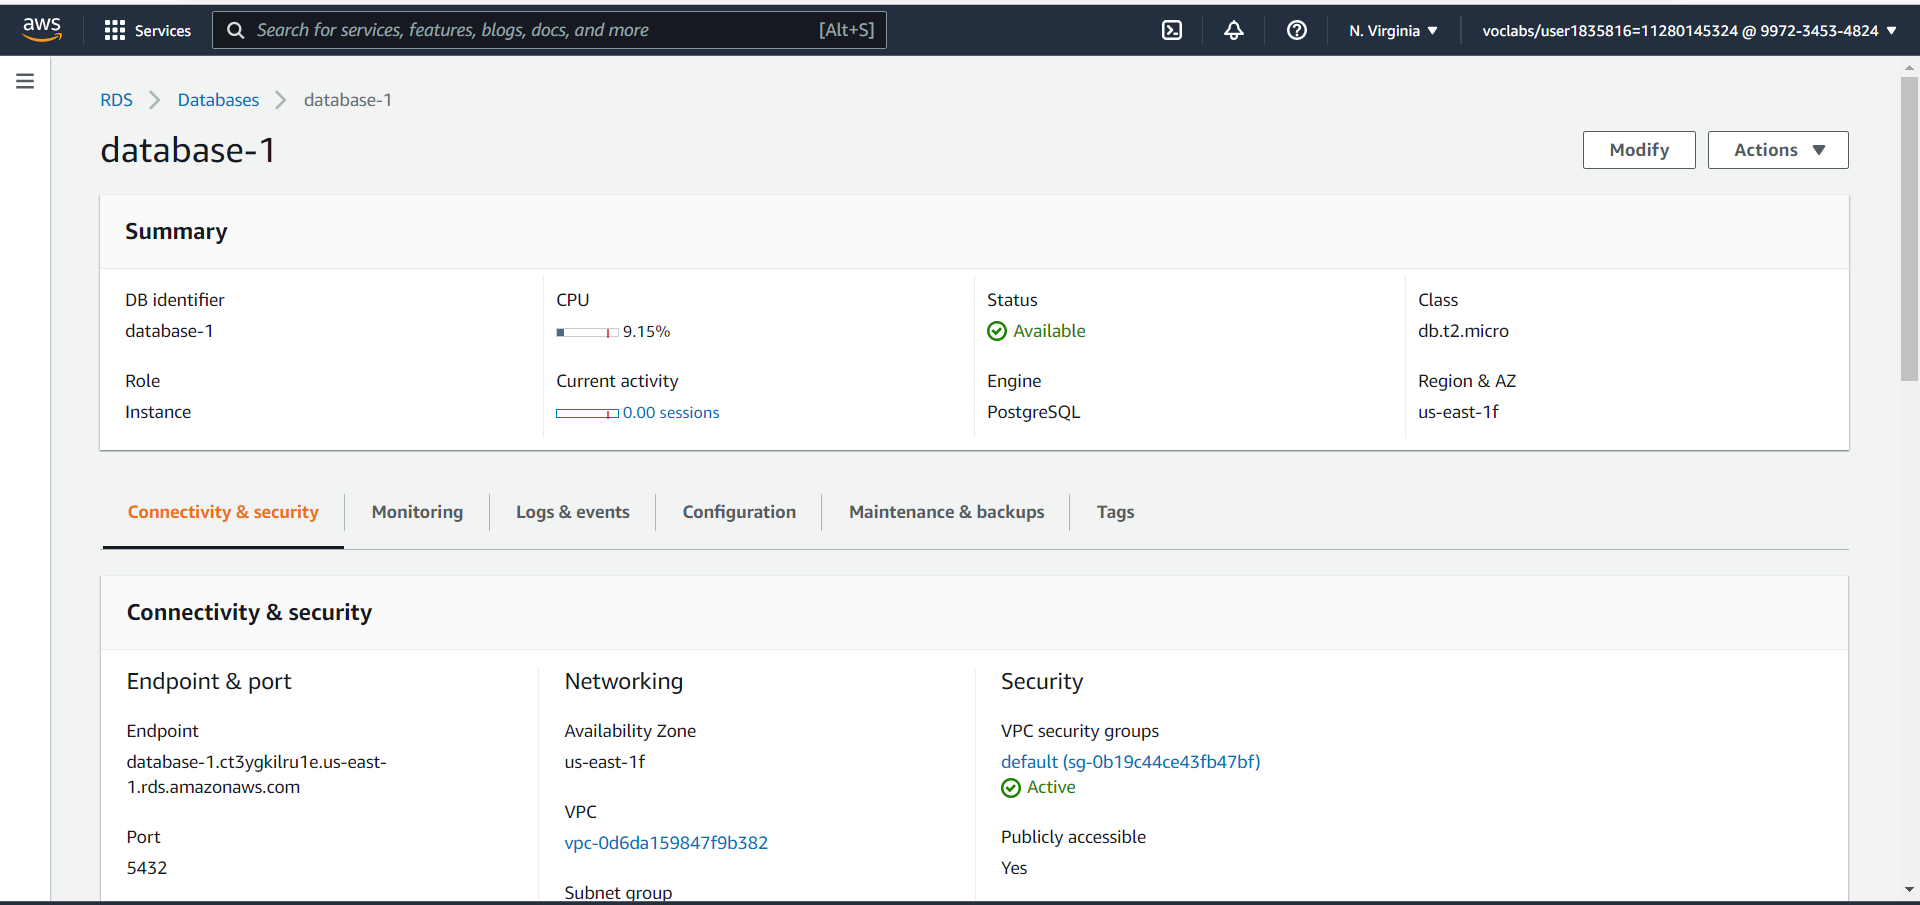 aws
Services
Search for services, features, blogs, docs, and more
[Alt+S]
N. Virginia
voclabs/user1835816=11280145324 @ 9972-3453-4824
RDS
Databases
database-1
database-1
Modify
Actions
Summary
DB identifier
database-1
CPU
9.15%
Status
Available
Class
db.t2.micro
Role
Instance
Current activity
0.00 sessions
Engine
PostgreSQL
Region & AZ
us-east-1f
Connectivity & security
Monitoring
Logs & events
Configuration
Maintenance & backups
Tags
Connectivity & security
Endpoint & port
Endpoint
database-1.ct3ygkilru1e.us-east-
1.rds.amazonaws.com
Port
5432
Networking
Availability Zone
us-east-1f
VPC
vpc-0d6da159847f9b382
Subnet group
Security
VPC security groups
default (sg-0b19c44ce43fb47bf)
Active
Publicly accessible
Yes